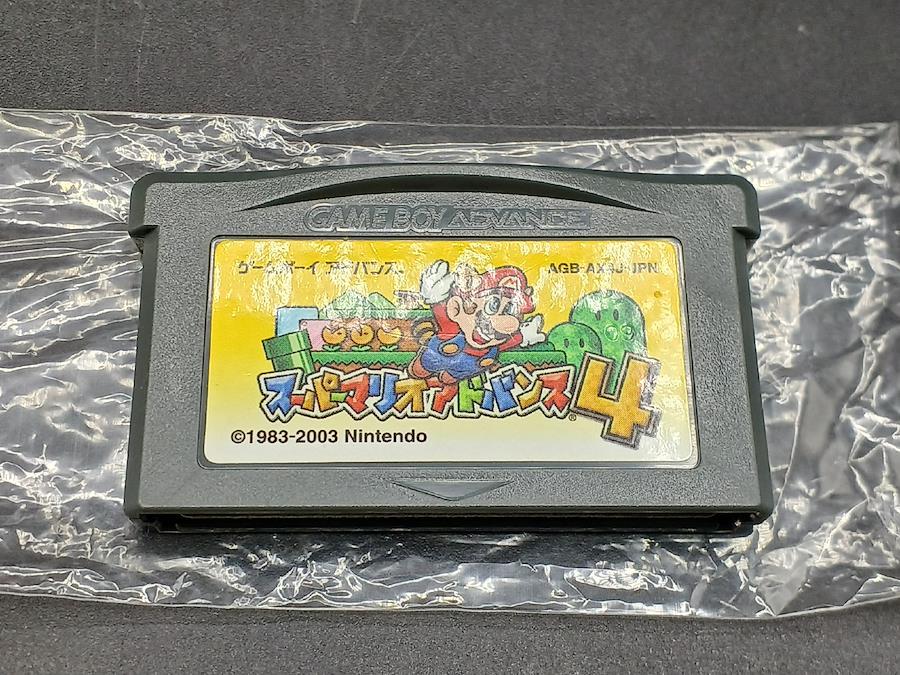 GAME BOY ADVANCE
ゲームボーイ アドバンス
AGB-AX4J-JPN
スーパーマリオアドバンス4
©1983-2003 Nintendo